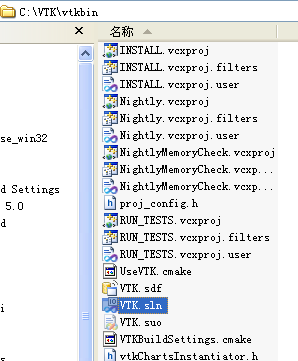 C:\VTK\vtkbin
名称
INSTALL.vcxproj
INSTALL.vcxproj.filters
INSTALL.vcxproj.user
Nightly.vcxproj
Nightly.vcxproj.filters
Nightly.vcxproj.user
NightlyMemoryCheck.vcxproj
NightlyMemoryCheck.vcxp...
NightlyMemoryCheck.vcxp...
proj_config.h
RUN_TESTS.vcxproj
RUN_TESTS.vcxproj.filters
RUN_TESTS.vcxproj.user
UseVTK.cmake
VTK.sdf
VTK.sln
VTK.suo
VTKBuildSettings.cmake
vtkChartsInstantiator.h
se_win32
d Settings
5.0
d
i
s